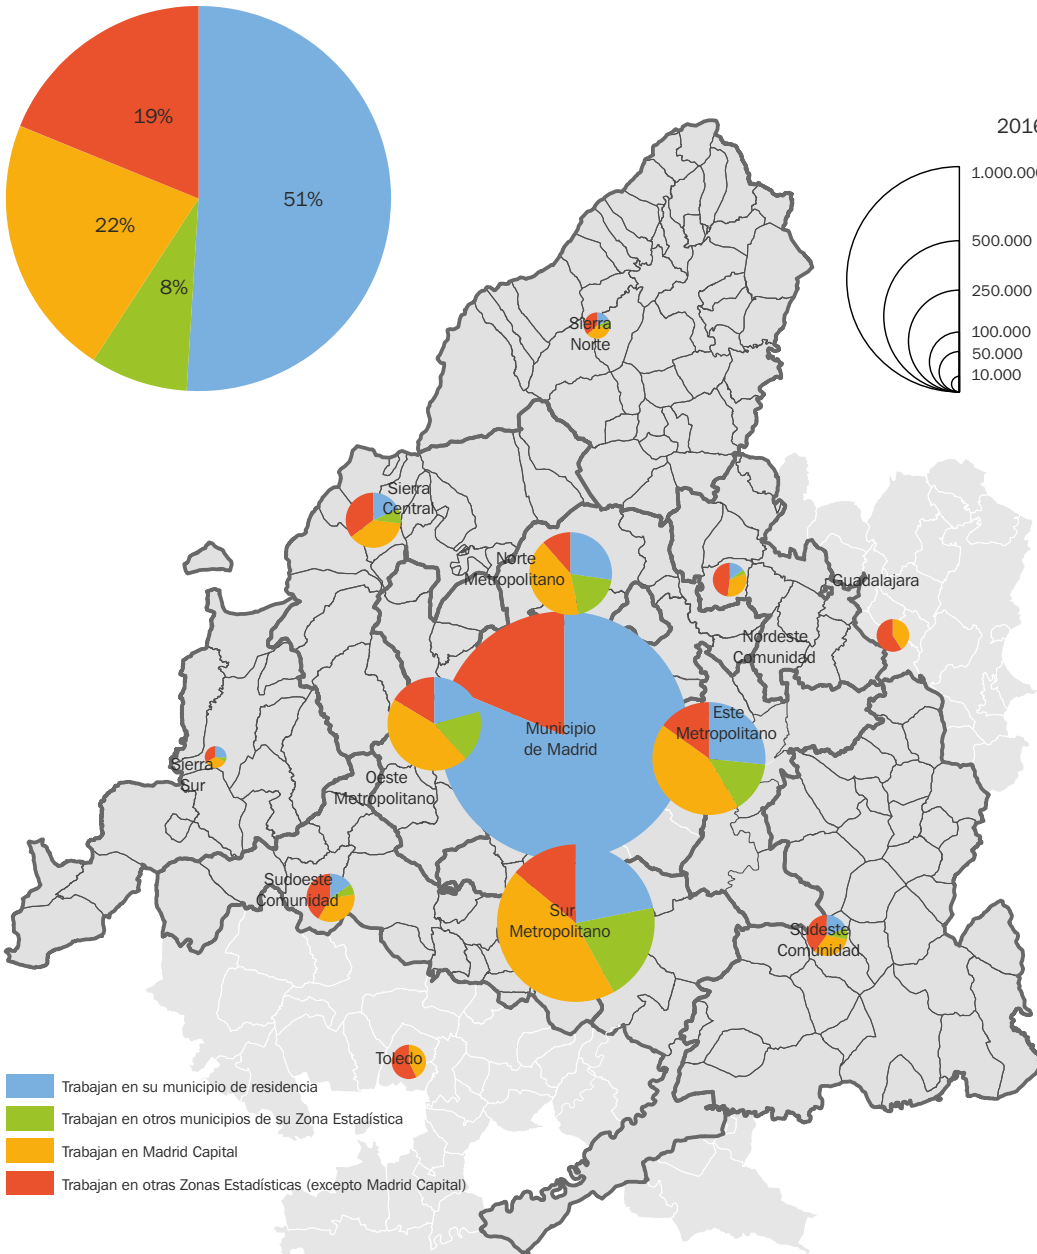 19%
51%
22%
8%
2016
1.000.000
500.000
250.000
100.000
50.000
10.000
Sierra
Norte
Sierra
Central
Norte
Metropolitano
Guadalajara
Nordeste
Comunidad
Este
Metropolitano
Municipio
de Madrid
Sierra
Sur
Oeste
Metropolitano
Sudoeste
Comunidad
Sur
Metropolitano
Sudeste
Comunidad
Toledo
Trabajan en su municipio de residencia
Trabajan en otros municipios de su Zona Estadística
Trabajan en Madrid Capital
Trabajan en otras Zonas Estadísticas (excepto Madrid Capital)